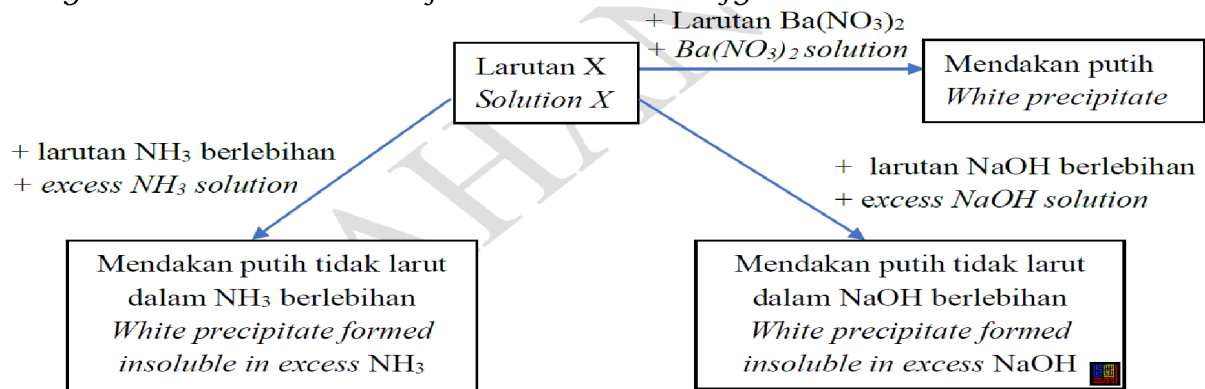 + Larutan Ba(NO₃)₂
+ Ba(NO₃)₂ solution
Larutan X
Solution X
Mendakan putih
White precipitate
+ larutan NH₃ berlebihan
+ excess NH₃ solution
+ larutan NaOH berlebihan
+ excess NaOH solution
Mendakan putih tidak larut
dalam NH₃ berlebihan
White precipitate formed
insoluble in excess NH₃
Mendakan putih tidak larut
dalam NaOH berlebihan
White precipitate formed
insoluble in excess NaOH
AHAN